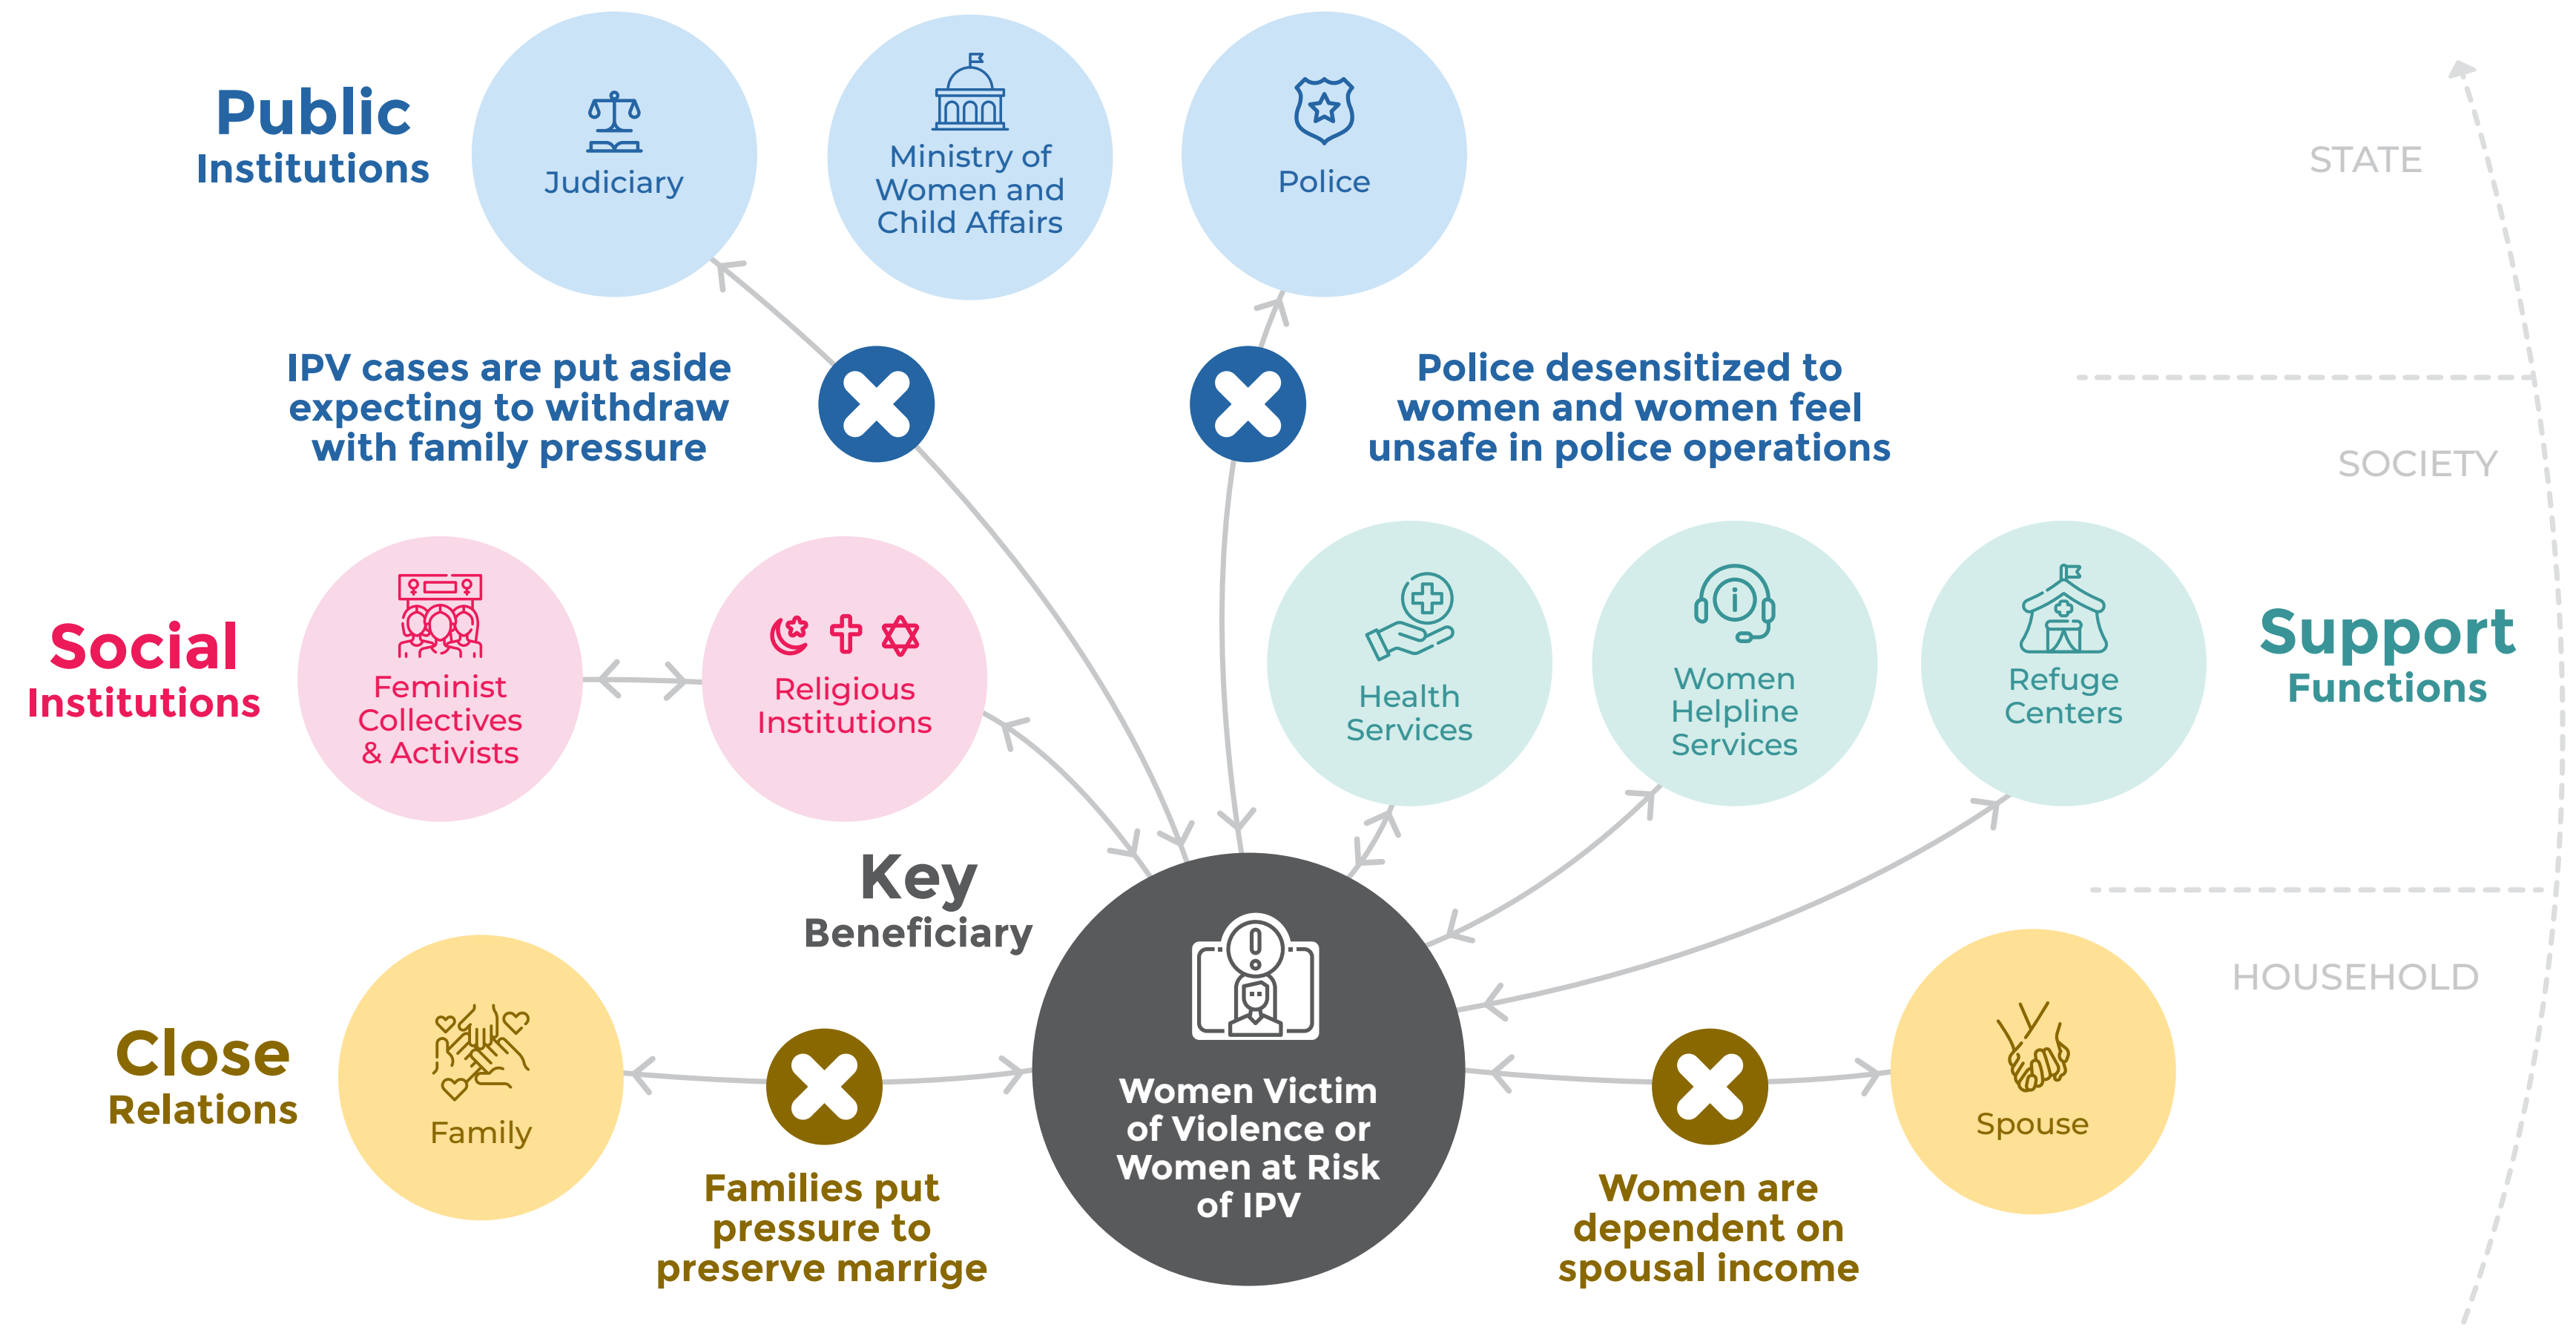 Public
Institutions
Judiciary
Ministry of
Women and
Child Affairs
Police
STATE
IPV cases are put aside
expecting to withdraw
with family pressure
Police desensitized to
women and women feel
unsafe in police operations
SOCIETY
Social
Institutions
Feminist
Collectives
& Activists
Religious
Institutions
Health
Services
Women
Helpline
Services
Refuge
Centers
Support
Functions
Key
Beneficiary
HOUSEHOLD
Close
Relations
Family
Families put
pressure to
preserve marrige
Women Victim
of Violence or
Women at Risk
of IPV
Women are
dependent on
spousal income
Spouse